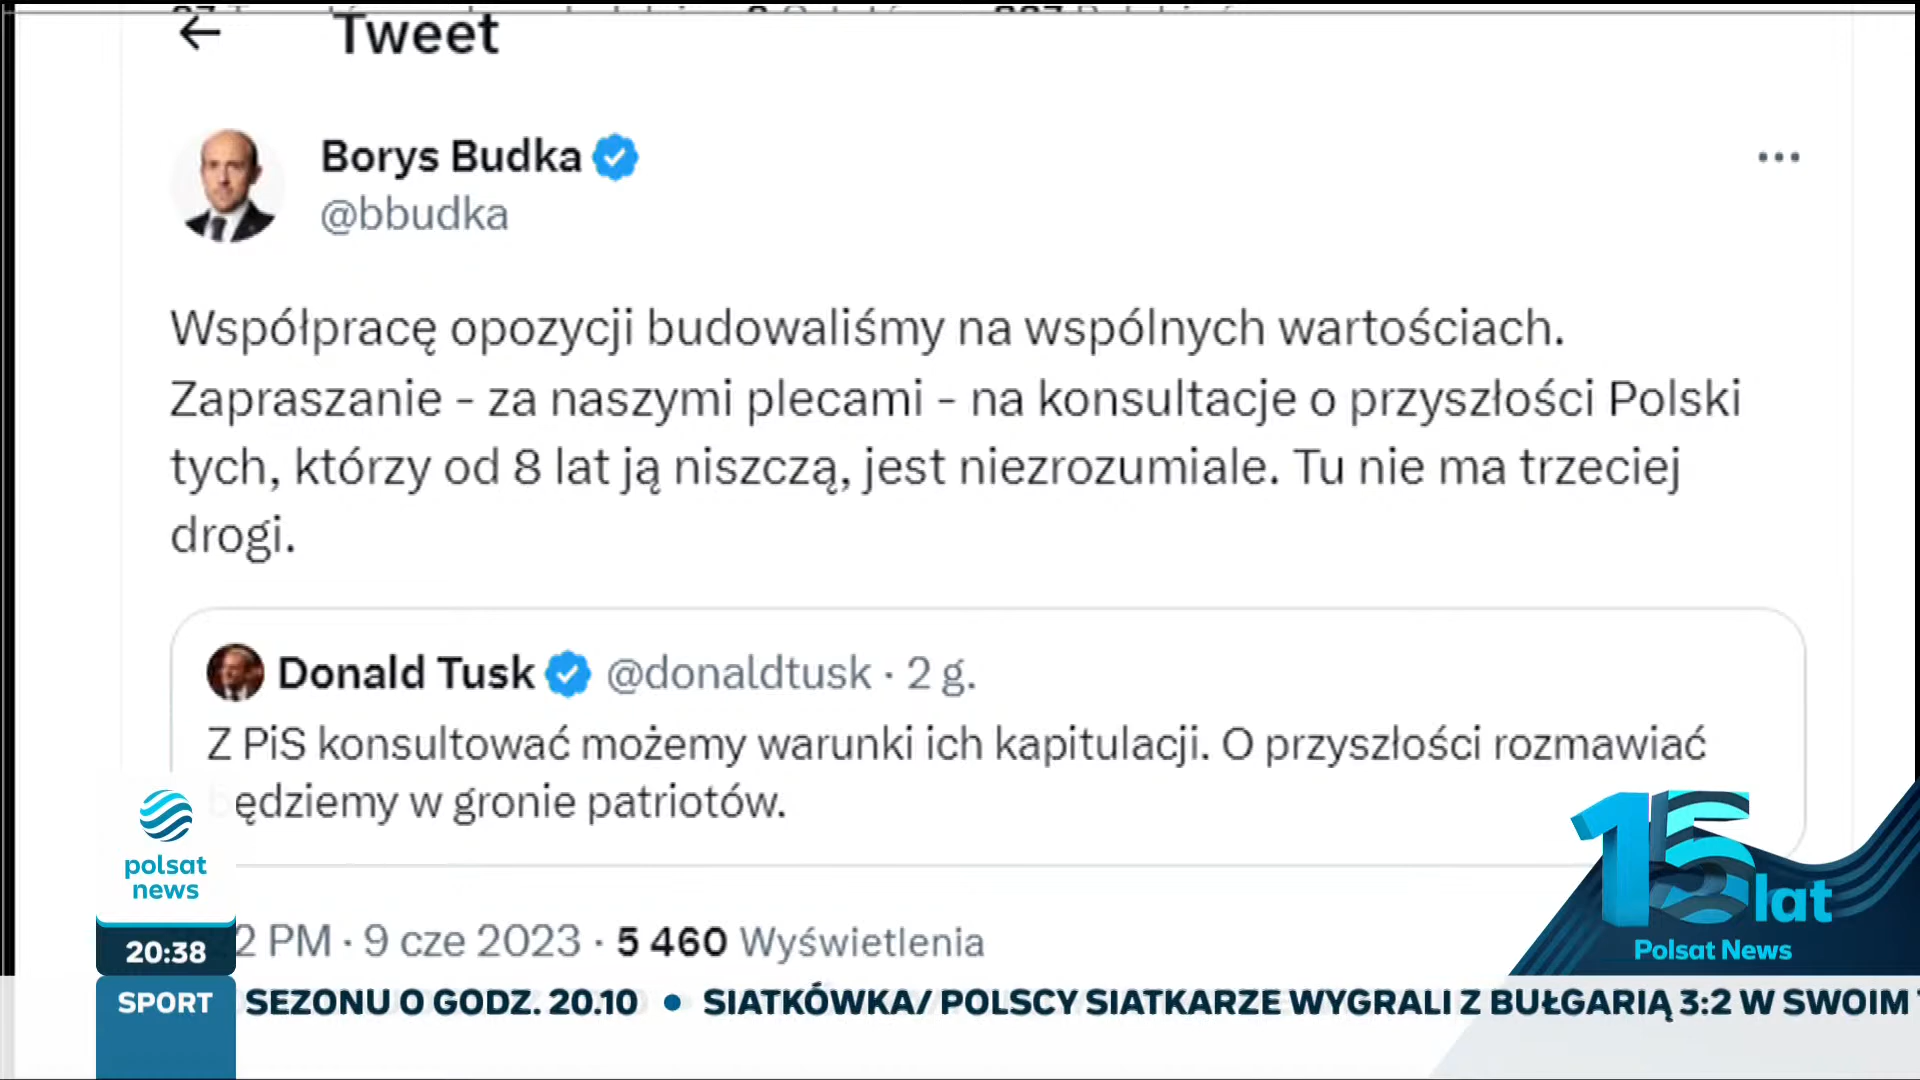 Tweet
Borys Budka
@bbudka
Współpracę opozycji budowaliśmy na wspólnych wartościach.
Zapraszanie - za naszymi plecami - na konsultacje o przyszłości Polski
tych, którzy od 8 lat ją niszczą, jest niezrozumiale. Tu nie ma trzeciej
drogi.
Donald Tusk @donaldtusk · 2 g.
Z PiS konsultować możemy warunki ich kapitulacji. O przyszłości rozmawiać
będziemy w gronie patriotów.
2 PM · 9 cze 2023 · 5 460 Wyświetlenia
polsat
news
20:38
15 lat
Polsat News
SPORT SEZONU O GODZ. 20.10 • SIATKÓWKA/ POLSCY SIATKARZE WYGRALI Z BUŁGARIĄ 3:2 W SWOIM